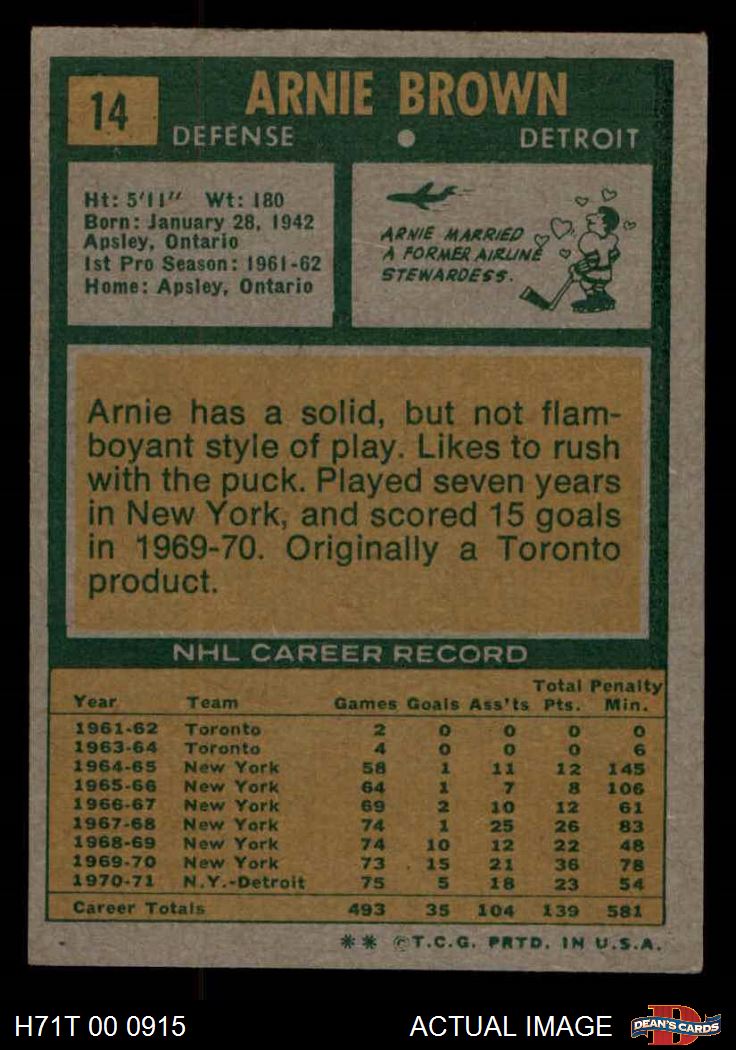 14
ARNIE BROWN
DEFENSE • DETROIT
Ht: 5'11" Wt: 180
Born: January 28, 1942
Apsley, Ontario
1st Pro Season: 1961-62
Home: Apsley, Ontario
ARNIE MARRIED
A FORMER AIRLINE
STEWARDESS.
Arnie has a solid, but not flam-
boyant style of play. Likes to rush
with the puck. Played seven years
in New York, and scored 15 goals
in 1969-70. Originally a Toronto
product.
NHL CAREER RECORD
Total Penalty
Year Team Games Goals Ass'ts Pts. Min.
1961-62 Toronto 2 0 0 0 0
1963-64 Toronto 4 0 0 0 6
1964-65 New York 58 1 11 12 145
1965-66 New York 64 1 7 8 106
1966-67 New York 69 2 10 12 61
1967-68 New York 74 1 25 26 83
1968-69 New York 74 10 12 22 48
1969-70 New York 73 15 21 36 78
1970-71 N.Y.-Detroit 75 5 18 23 54
Career Totals 493 35 104 139 581
** ©T.C.G. PRTD. IN U.S.A.
H71T 00 0915 ACTUAL IMAGE D DEAN'S CARDS